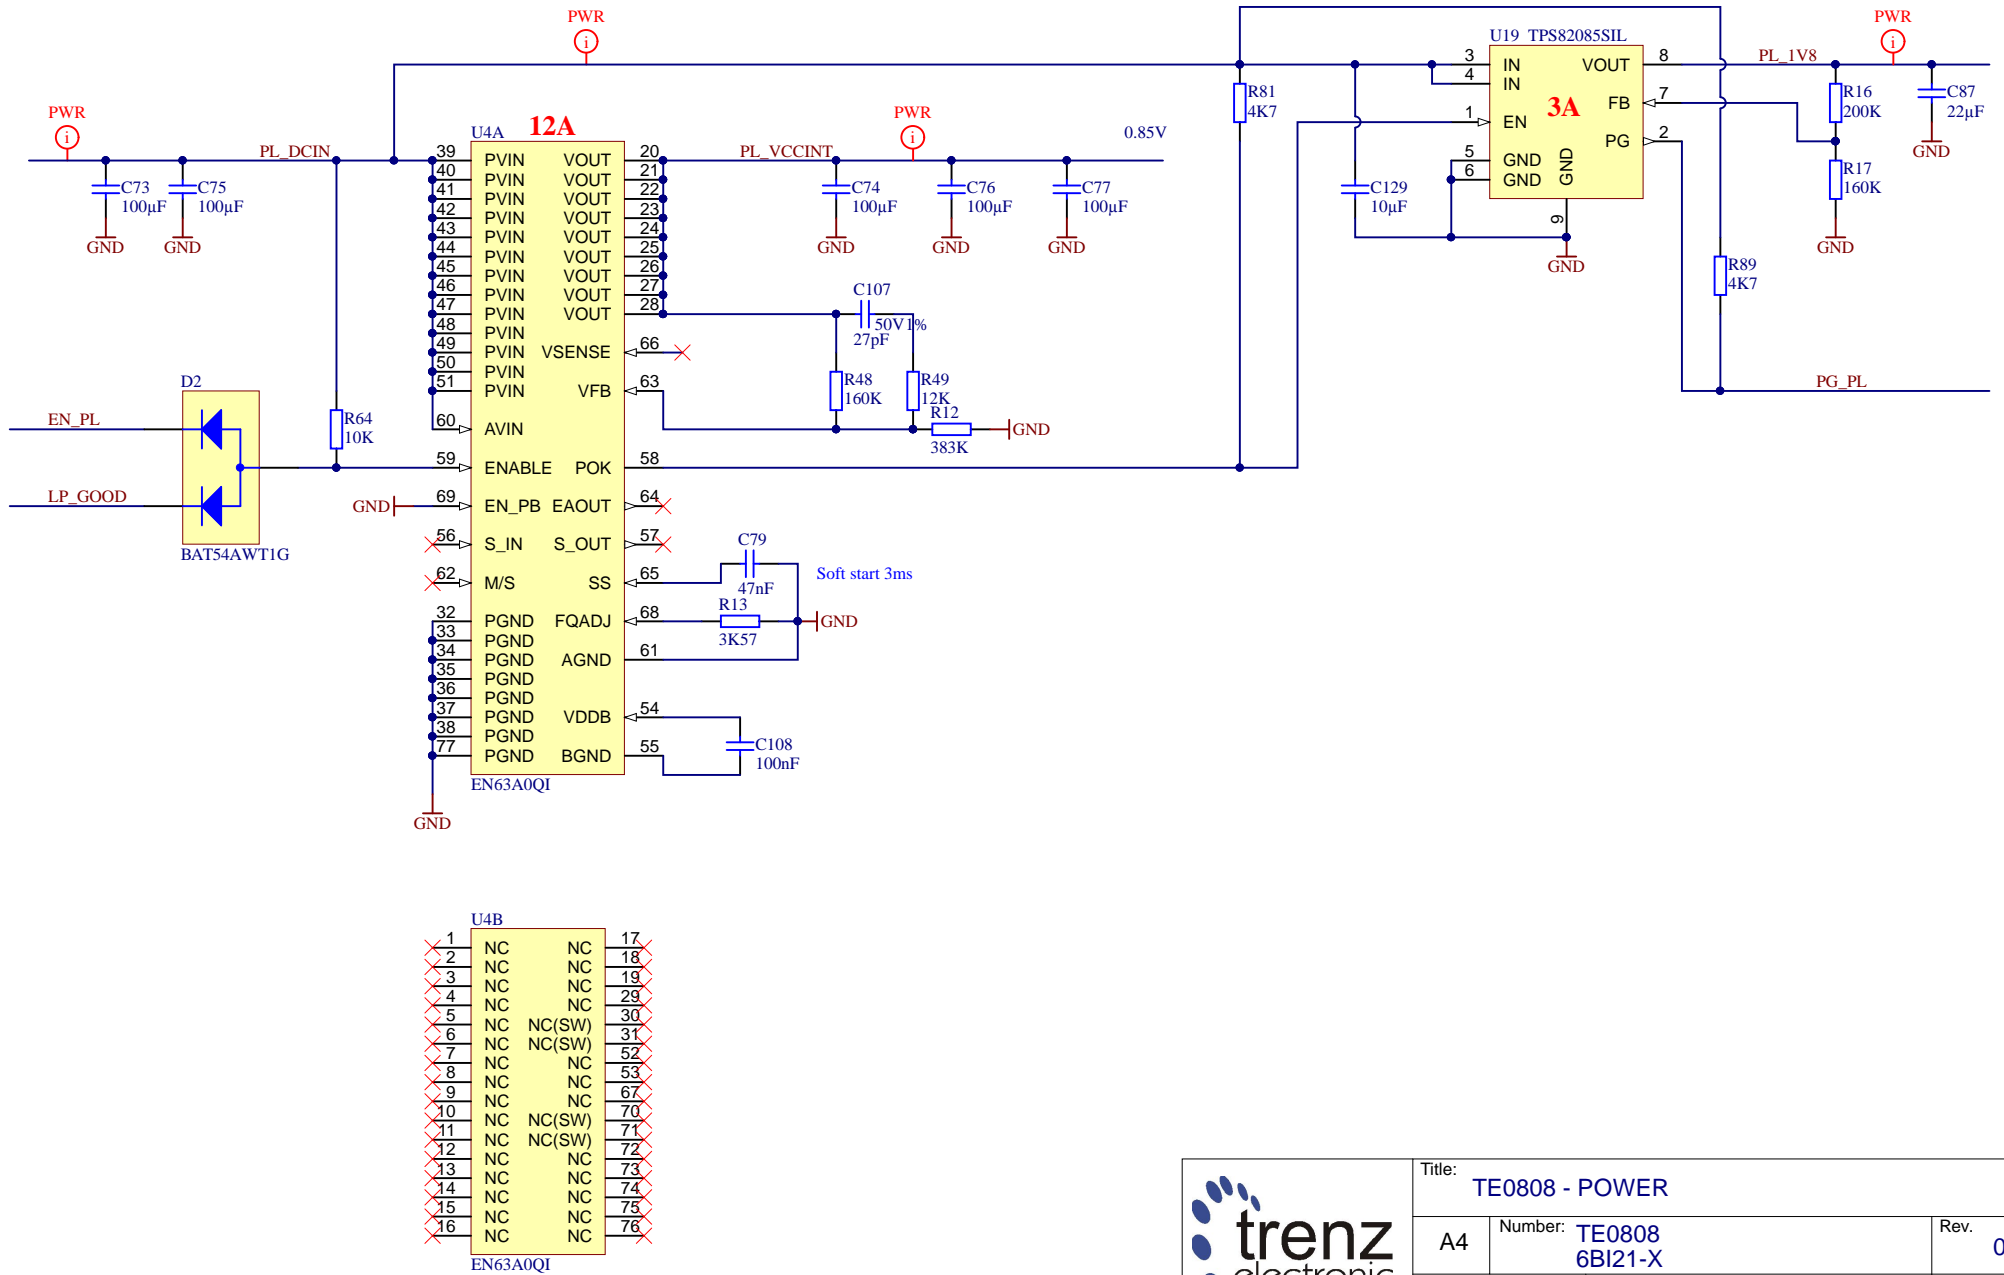 PWR
PWR
U19 TPS82085SIL
3 IN VOUT 8 PL_1V8
4 IN
R81
4K7
FB 7
R16
200K
C87
22µF
3A
1 EN
PG 2
GND
PWR
U4A 12A
PWR
0.85V
PL_DCIN
39 PVIN VOUT 20 PL_VCCINT
40 PVIN VOUT 21
41 PVIN VOUT 22
42 PVIN VOUT 23
43 PVIN VOUT 24
44 PVIN VOUT 25
45 PVIN VOUT 26
46 PVIN VOUT 27
47 PVIN VOUT 28
48 PVIN
49 PVIN VSENSE 66
50 PVIN
51 PVIN VFB 63
60 AVIN
59 ENABLE POK 58
69 EN_PB EAOUT 64
56 S_IN S_OUT 57
62 M/S SS 65
32 PGND FQADJ 68
33 PGND
34 PGND AGND 61
35 PGND
36 PGND
37 PGND VDDB 54
38 PGND
77 PGND BGND 55
EN63A0QI
GND
C73
100µF
GND
C75
100µF
GND
C74
100µF
GND
C76
100µF
GND
C77
100µF
GND
5 GND
6 GND
GND
9
GND
C129
10µF
R17
160K
GND
R89
4K7
PG_PL
C107
50V1%
27pF
R48
160K
R49
12K
R12
383K
GND
D2
EN_PL
LP_GOOD
BAT54AWT1G
R64
10K
GND
C79
47nF
Soft start 3ms
R13
3K57
GND
C108
100nF
U4B
1 NC NC 17
2 NC NC 18
3 NC NC 19
4 NC NC 29
5 NC NC(SW) 30
6 NC NC(SW) 31
7 NC NC 52
8 NC NC 53
9 NC NC 67
10 NC NC(SW) 70
11 NC NC(SW) 71
12 NC NC 72
13 NC NC 73
14 NC NC 74
15 NC NC 75
16 NC NC 76
EN63A0QI
trenz
electronic
Title:
TE0808 - POWER
A4
Number: TE0808
6BI21-X
Rev.
0